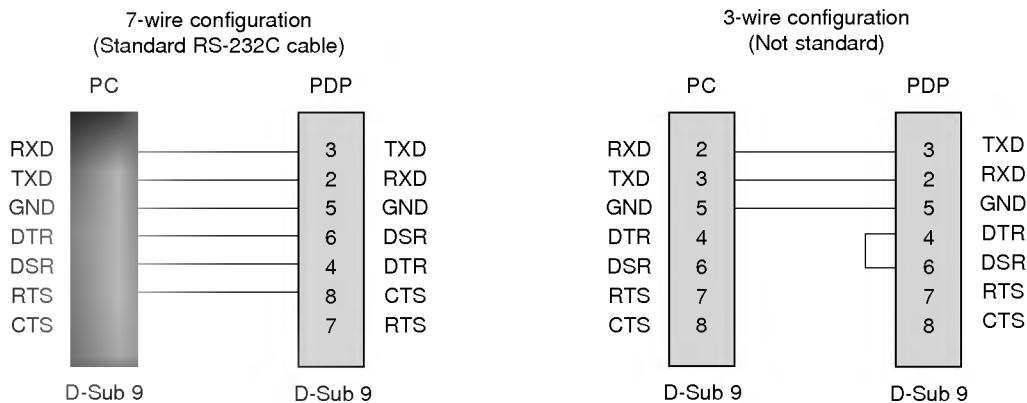 7-wire configuration
(Standard RS-232C cable)
PC PDP
RXD 3 TXD
TXD 2 RXD
GND 5 GND
DTR 6 DSR
DSR 4 DTR
RTS 8 CTS
CTS 7 RTS
D-Sub 9 D-Sub 9
3-wire configuration
(Not standard)
PC PDP
RXD 2 3 TXD
TXD 3 2 RXD
GND 5 5 GND
DTR 4 4 DTR
DSR 6 6 DSR
RTS 7 7 RTS
CTS 8 8 CTS
D-Sub 9 D-Sub 9